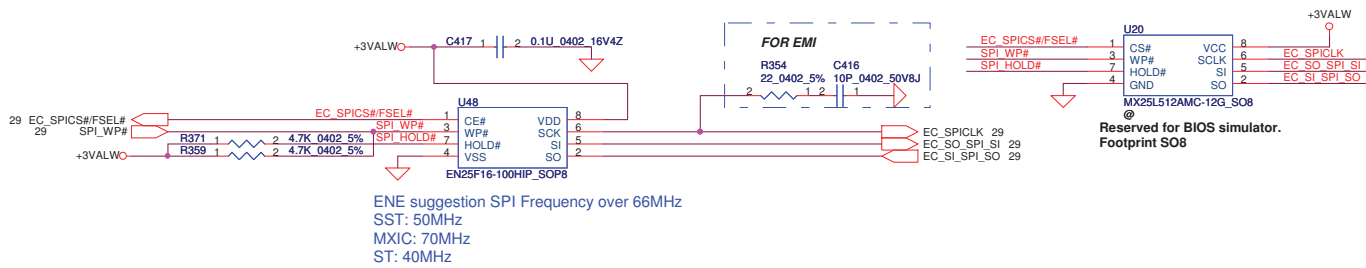 +3VALW
C417 1 2 0.1U_0402_16V4Z
FOR EMI
R354
22_0402_5%
2 1
C416
10P_0402_50V8J
2 1
29 EC_SPICS#/FSEL#
29 SPI_WP#
+3VALW
R371 1 2 4.7K_0402_5%
R359 1 2 4.7K_0402_5%
EC_SPICS#/FSEL#
SPI_WP#
SPI_HOLD#
U48
1 CE# VDD 8
3 WP# SCK 6
7 HOLD# SI 5
4 VSS SO 2
EN25F16-100HIP_SOP8
EC_SPICLK 29
EC_SO_SPI_SI 29
EC_SI_SPI_SO 29
ENE suggestion SPI Frequency over 66MHz
SST: 50MHz
MXIC: 70MHz
ST: 40MHz
+3VALW
U20
EC_SPICS#/FSEL# 1 CS# VCC 8
SPI_WP# 3 WP# SCLK 6 EC_SPICLK
SPI_HOLD# 7 HOLD# SI 5 EC_SO_SPI_SI
4 GND SO 2 EC_SI_SPI_SO
MX25L512AMC-12G_SO8
@
Reserved for BIOS simulator.
Footprint SO8